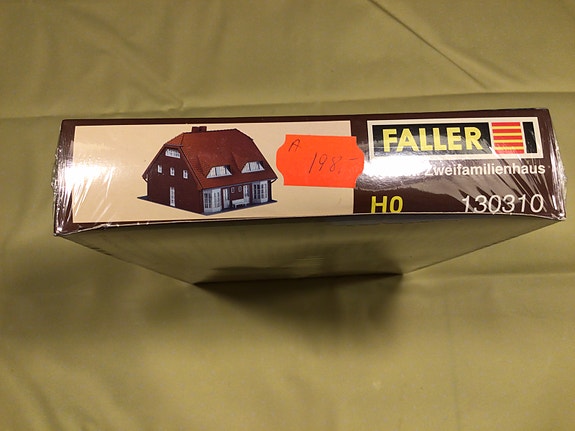 FALLER
Zweifamilienhaus
H0
130310
A
198,-